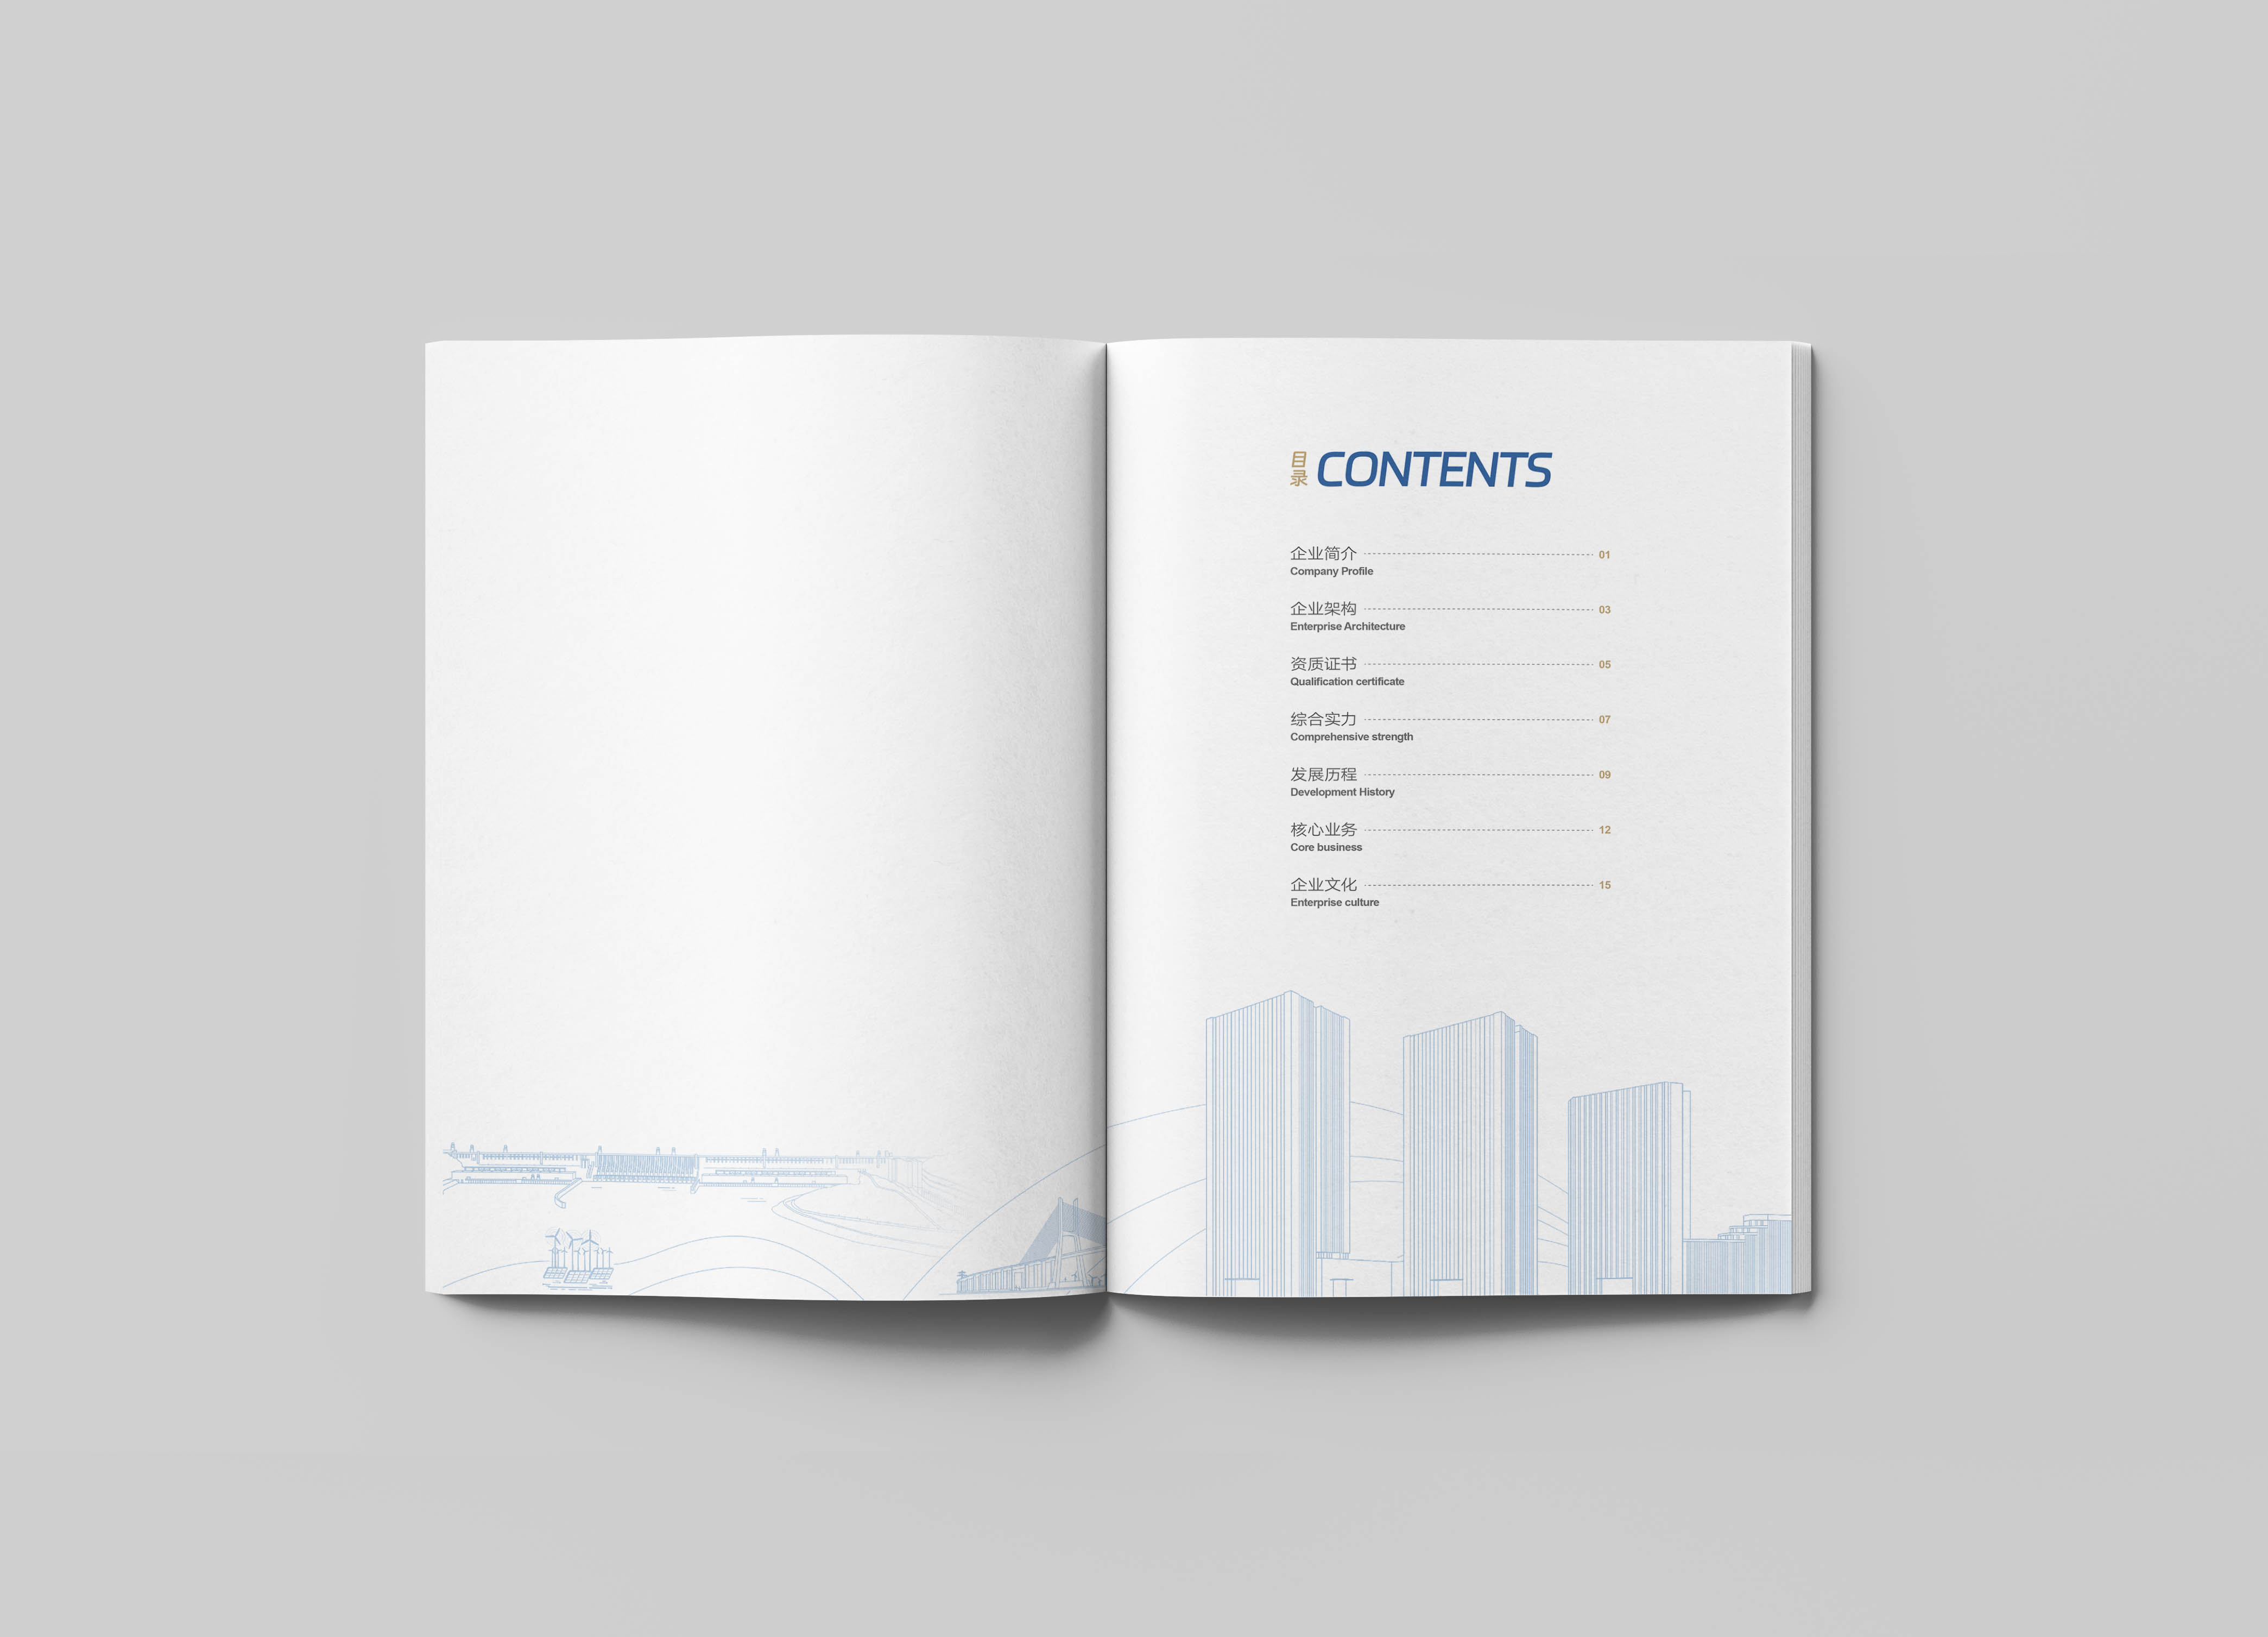 目录 CONTENTS
企业简介 01
Company Profile
企业架构 03
Enterprise Architecture
资质证书 05
Qualification certificate
综合实力 07
Comprehensive strength
发展历程 09
Development History
核心业务 12
Core business
企业文化 15
Enterprise culture